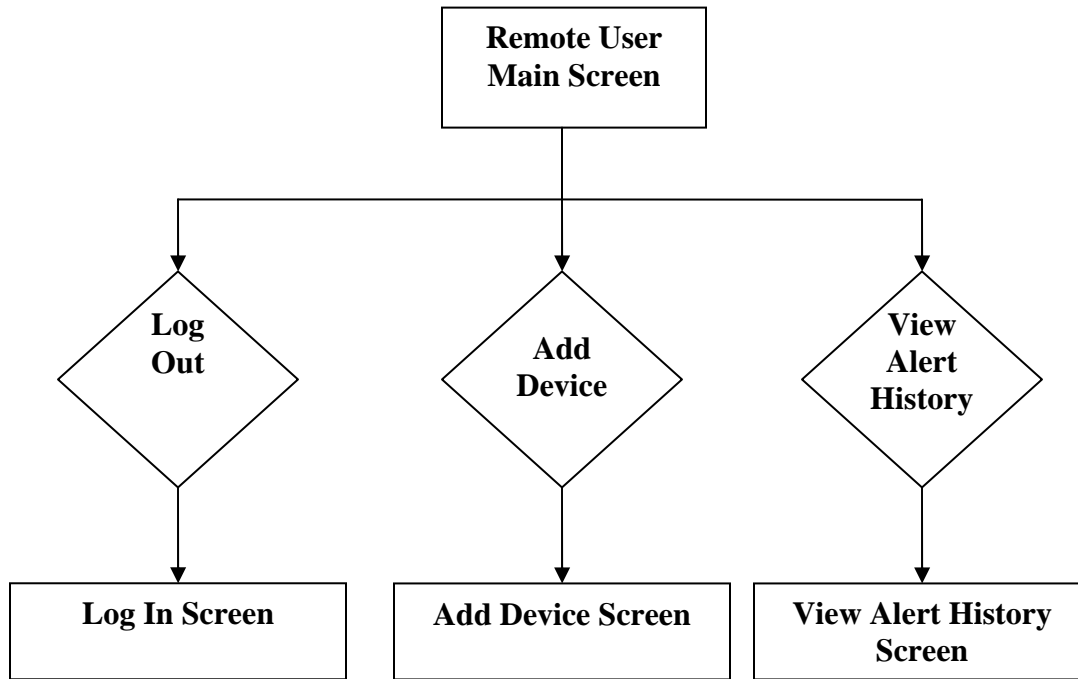 Remote User
Main Screen
Log
Out
Add
Device
View
Alert
History
Log In Screen
Add Device Screen
View Alert History
Screen